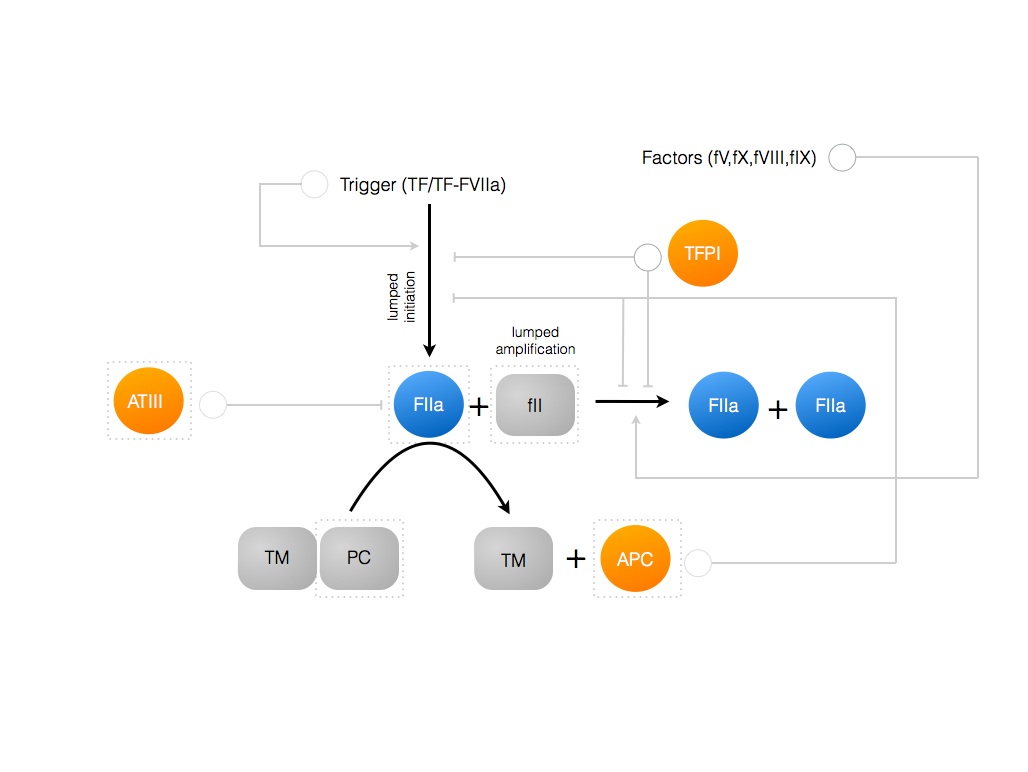 Factors (fV,fX,fVIII,fIX)
Trigger (TF/TF-FVIIa)
TFPI
lumped
initiation
lumped
amplification
ATIII
FIIa
+
fII
FIIa
+
FIIa
TM
PC
TM
+
APC